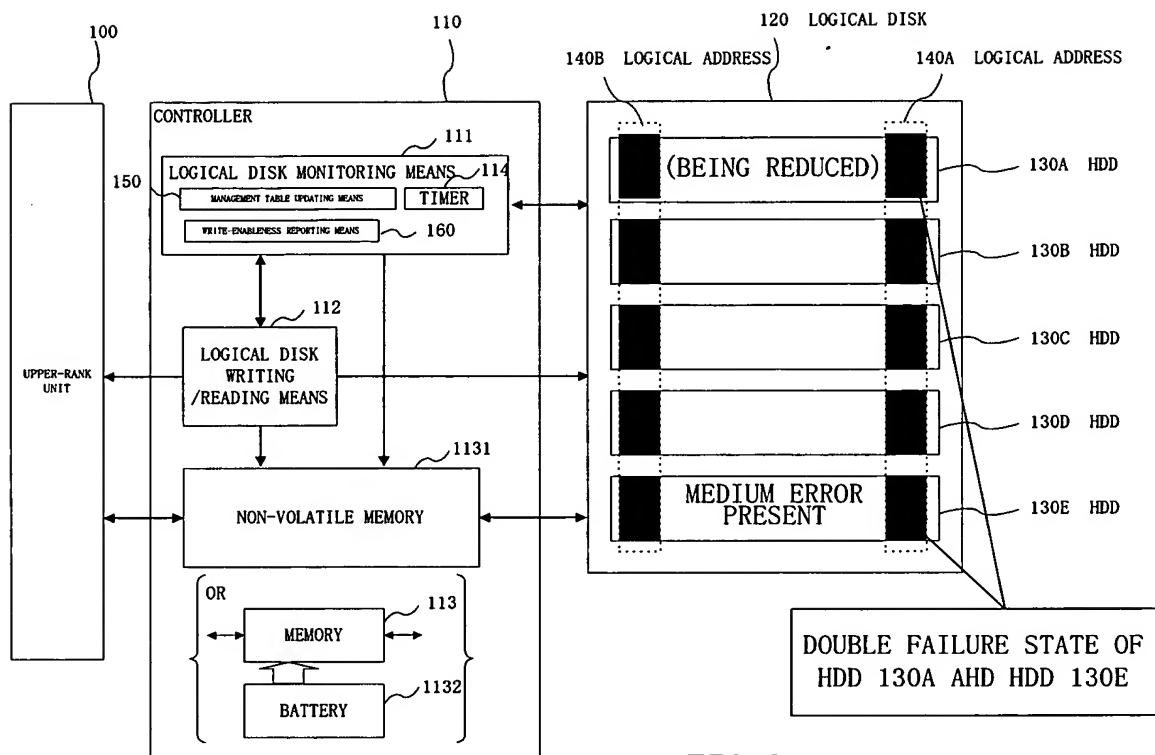 100
110
120 LOGICAL DISK
140B LOGICAL ADDRESS
140A LOGICAL ADDRESS
CONTROLLER
111
LOGICAL DISK MONITORING MEANS
150
114
MANAGEMENT TABLE UPDATING MEANS
TIMER
WRITE-ENABLENESS REPORTING MEANS
160
(BEING REDUCED)
130A HDD
130B HDD
112
LOGICAL DISK
WRITING
/READING MEANS
UPPER-RANK
UNIT
130C HDD
130D HDD
1131
NON-VOLATILE MEMORY
MEDIUM ERROR
PRESENT
130E HDD
OR
113
MEMORY
1132
BATTERY
DOUBLE FAILURE STATE OF
HDD 130A AHD HDD 130E